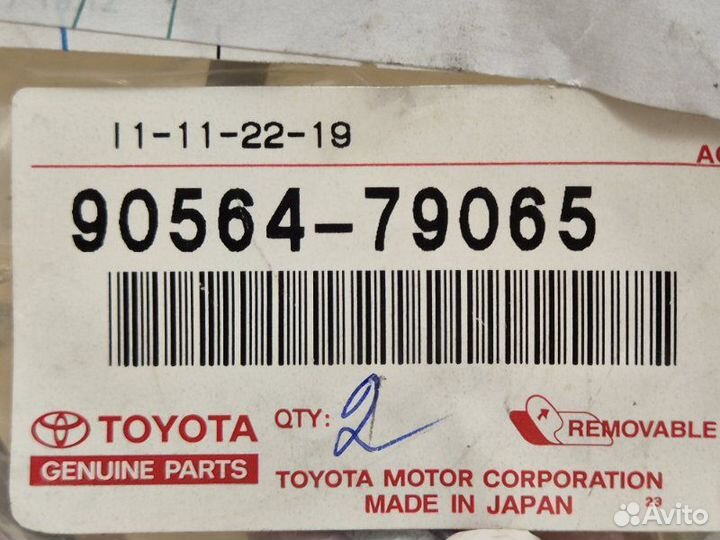 11-11-22-19
90564-79065
TOYOTA
GENUINE PARTS
QTY: 2
REMOVABLE
TOYOTA MOTOR CORPORATION
MADE IN JAPAN
23
Avito